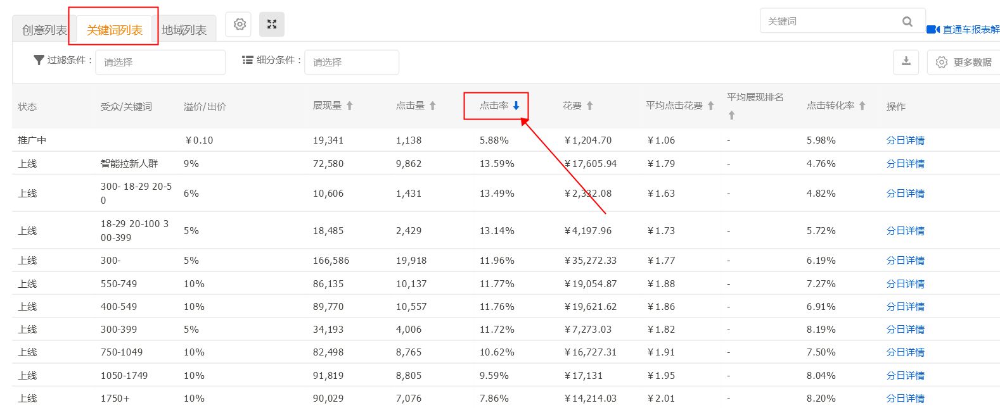 创意列表 关键词列表 地域列表 关键词 直通车报表解
过滤条件： 请选择 细分条件： 请选择 更多数据
状态 受众/关键词 溢价/出价 展现量 点击量 点击率 花费 平均点击花费 平均展现排名 点击转化率 操作
推广中 ￥0.10 19,341 1,138 5.88% ￥1,204.70 ￥1.06 - 5.98% 分日详情
上线 智能拉新人群 9% 72,580 9,862 13.59% ￥17,605.94 ￥1.79 - 4.76% 分日详情
上线 300- 18-29 20-5
0 6% 10,606 1,431 13.49% ￥2,332.08 ￥1.63 - 4.82% 分日详情
上线 18-29 20-100 3
00-399 5% 18,485 2,429 13.14% ￥4,197.96 ￥1.73 - 5.72% 分日详情
上线 300- 5% 166,586 19,918 11.96% ￥35,272.33 ￥1.77 - 6.19% 分日详情
上线 550-749 10% 86,135 10,137 11.77% ￥19,054.87 ￥1.88 - 7.27% 分日详情
上线 400-549 10% 89,770 10,557 11.76% ￥19,621.62 ￥1.86 - 6.91% 分日详情
上线 300-399 5% 34,193 4,006 11.72% ￥7,273.03 ￥1.82 - 8.19% 分日详情
上线 750-1049 10% 82,498 8,765 10.62% ￥16,727.31 ￥1.91 - 7.50% 分日详情
上线 1050-1749 10% 91,819 8,805 9.59% ￥17,131 ￥1.95 - 8.04% 分日详情
上线 1750+ 10% 90,029 7,076 7.86% ￥14,214.03 ￥2.01 - 8.20% 分日详情